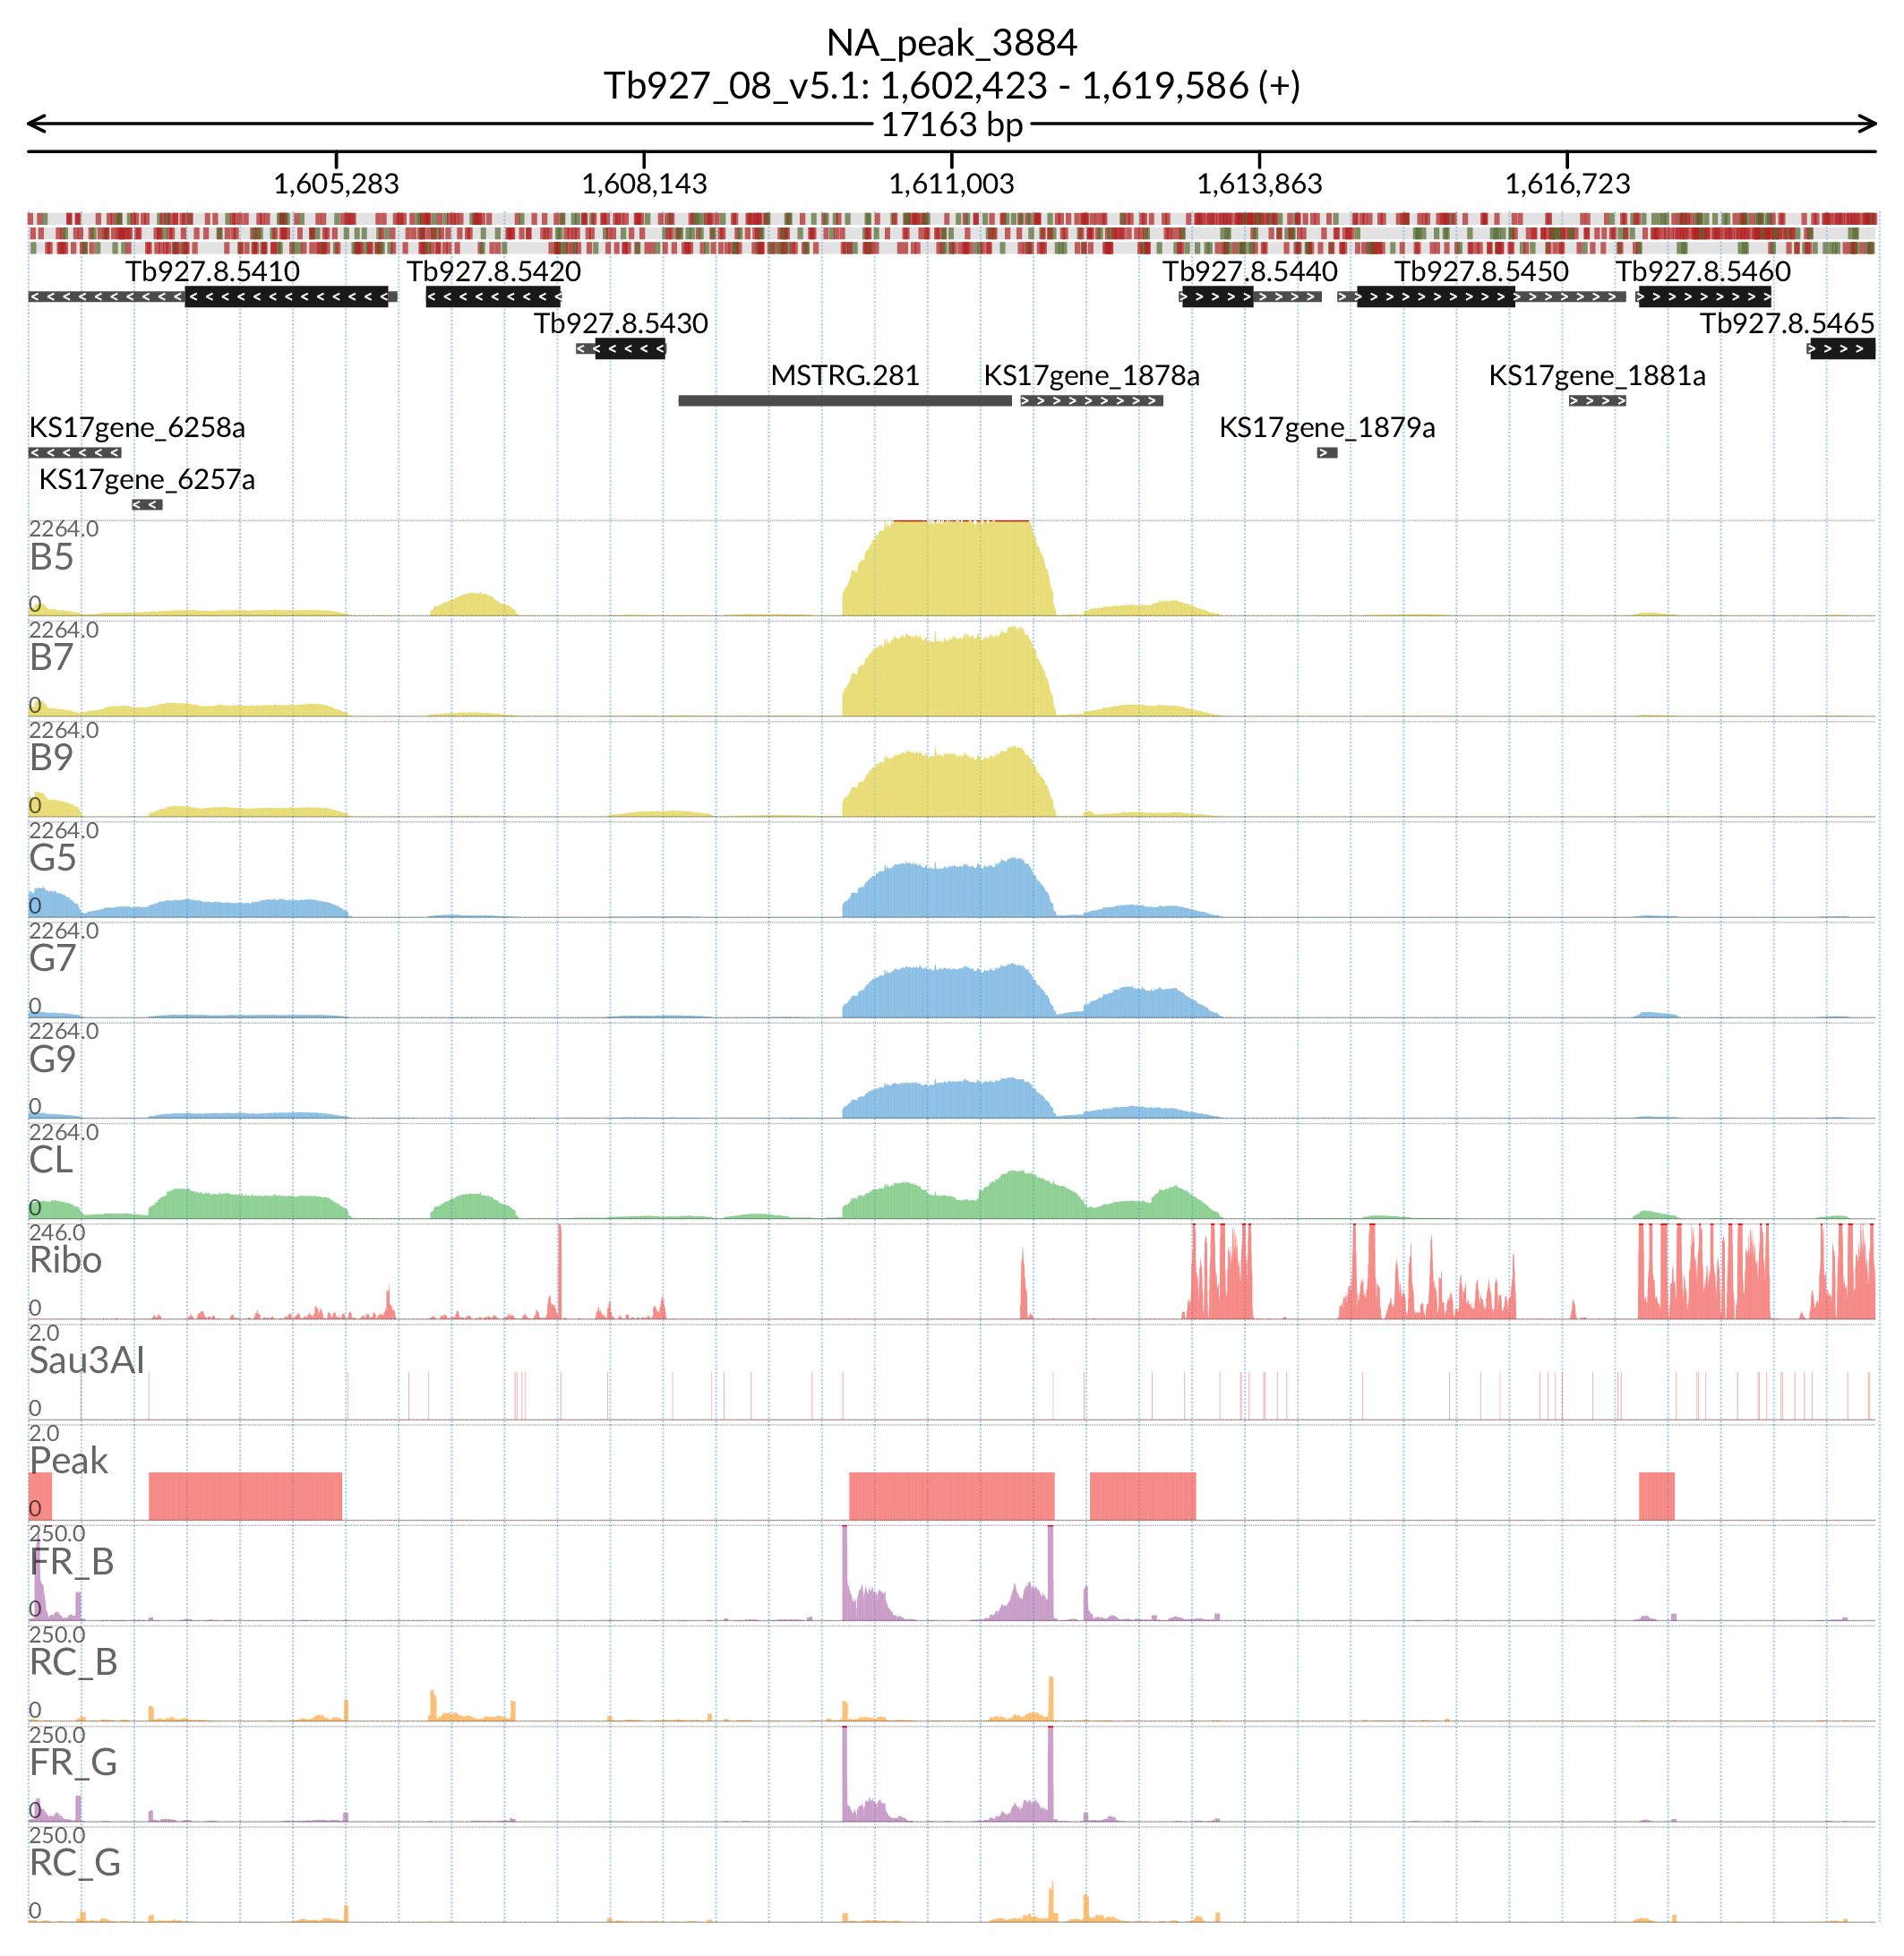 NA_peak_3884
Tb927_08_v5.1: 1,602,423 - 1,619,586 (+)
17163 bp
1,605,283 1,608,143 1,611,003 1,613,863 1,616,723
Tb927.8.5410 Tb927.8.5420 Tb927.8.5440 Tb927.8.5450 Tb927.8.5460
Tb927.8.5430 Tb927.8.5465
MSTRG.281 KS17gene_1878a KS17gene_1881a
KS17gene_6258a KS17gene_1879a
KS17gene_6257a
2264.0
B5
0
2264.0
B7
0
2264.0
B9
0
2264.0
G5
0
2264.0
G7
0
2264.0
G9
0
2264.0
CL
0
246.0
Ribo
0
2.0
Sau3AI
0
2.0
Peak
0
250.0
FR_B
0
250.0
RC_B
0
250.0
FR_G
0
250.0
RC_G
0